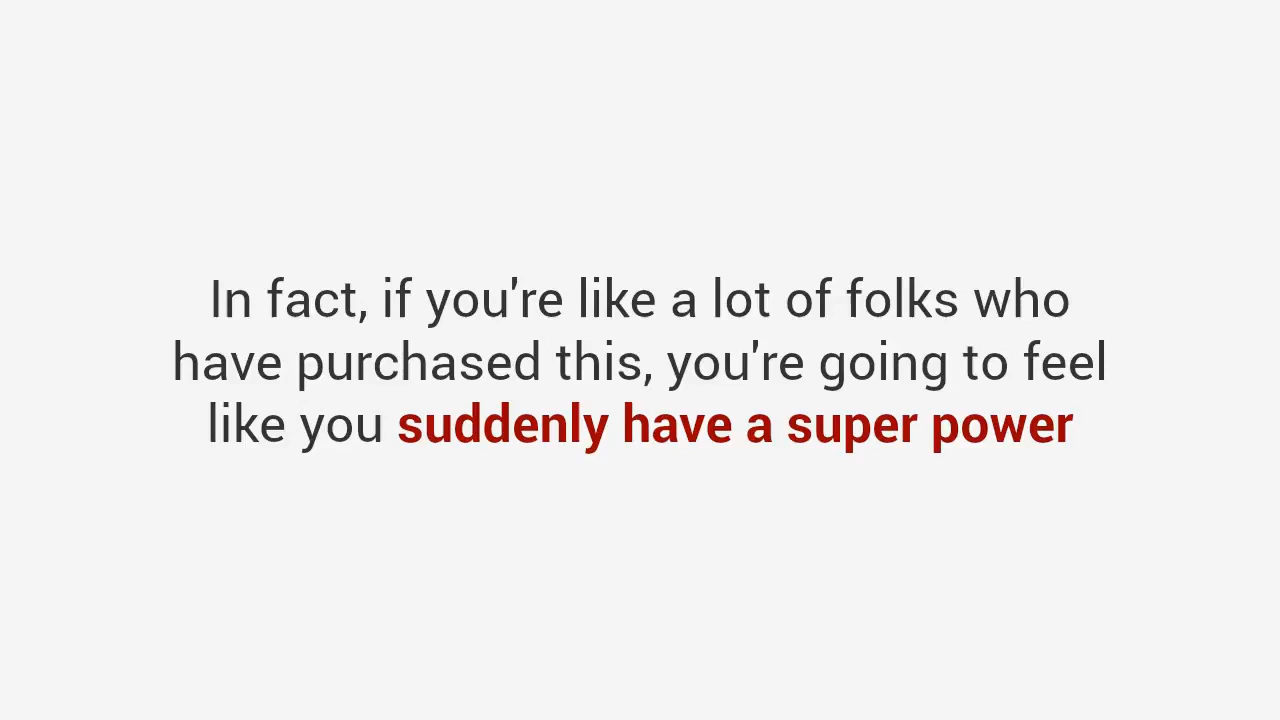 In fact, if you're like a lot of folks who
have purchased this, you're going to feel
like you suddenly have a super power